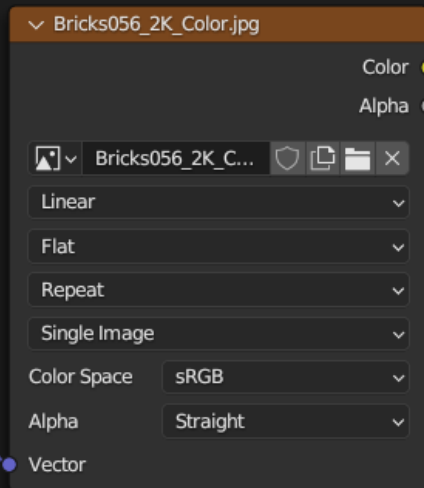 Bricks056_2K_Color.jpg
Color
Alpha
Bricks056_2K_C...
Linear
Flat
Repeat
Single Image
Color Space sRGB
Alpha Straight
Vector